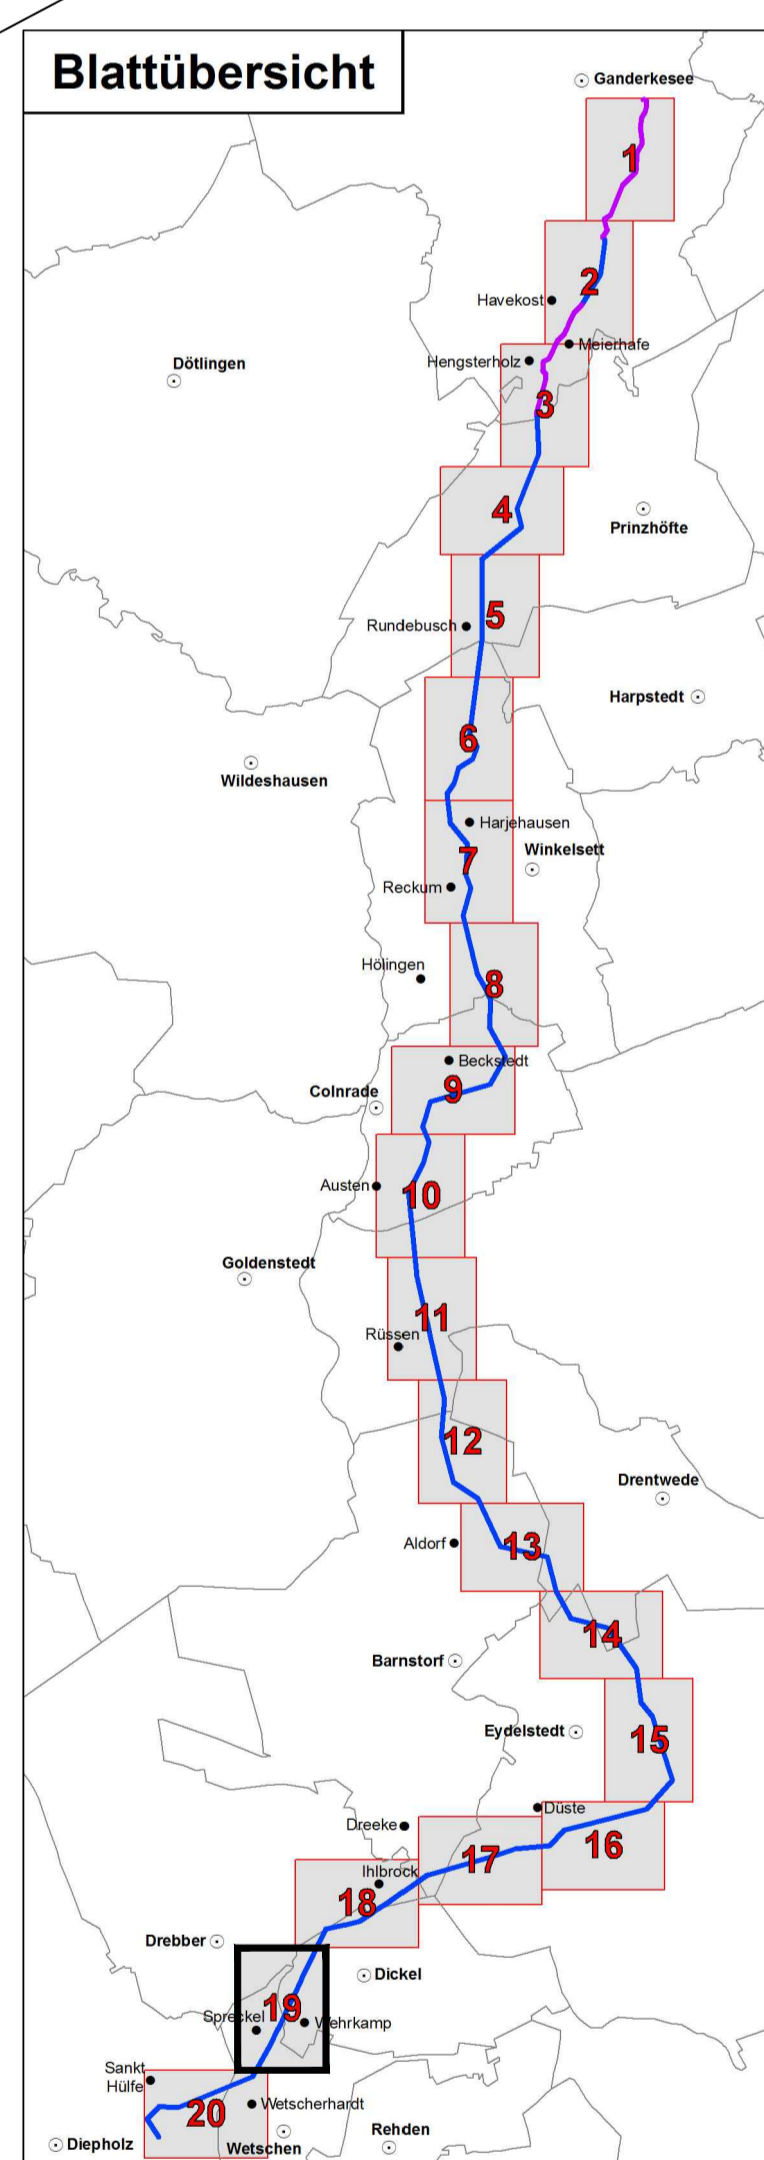 Blattübersicht
Ganderkesee
1
2
Havekost
Meierhafe
Hengsterholz
Dötlingen
3
4
Prinzhöfte
5
Rundebusch
Harpstedt
6
Wildeshausen
Harjehausen
Winkelsett
7
Reckum
Hölingen
8
Beckstedt
9
Colnrade
Austen
10
Goldenstedt
11
Rüssen
12
Drentwede
Aldorf
13
14
Barnstorf
Eydelstedt
15
Düste
Dreeke
16
17
Ihlbrock
18
Drebber
Dickel
19
Spreckel
Wehrkamp
Sankt
Hülfe
Wetscherhardt
20
Rehden
Diepholz
Wetschen